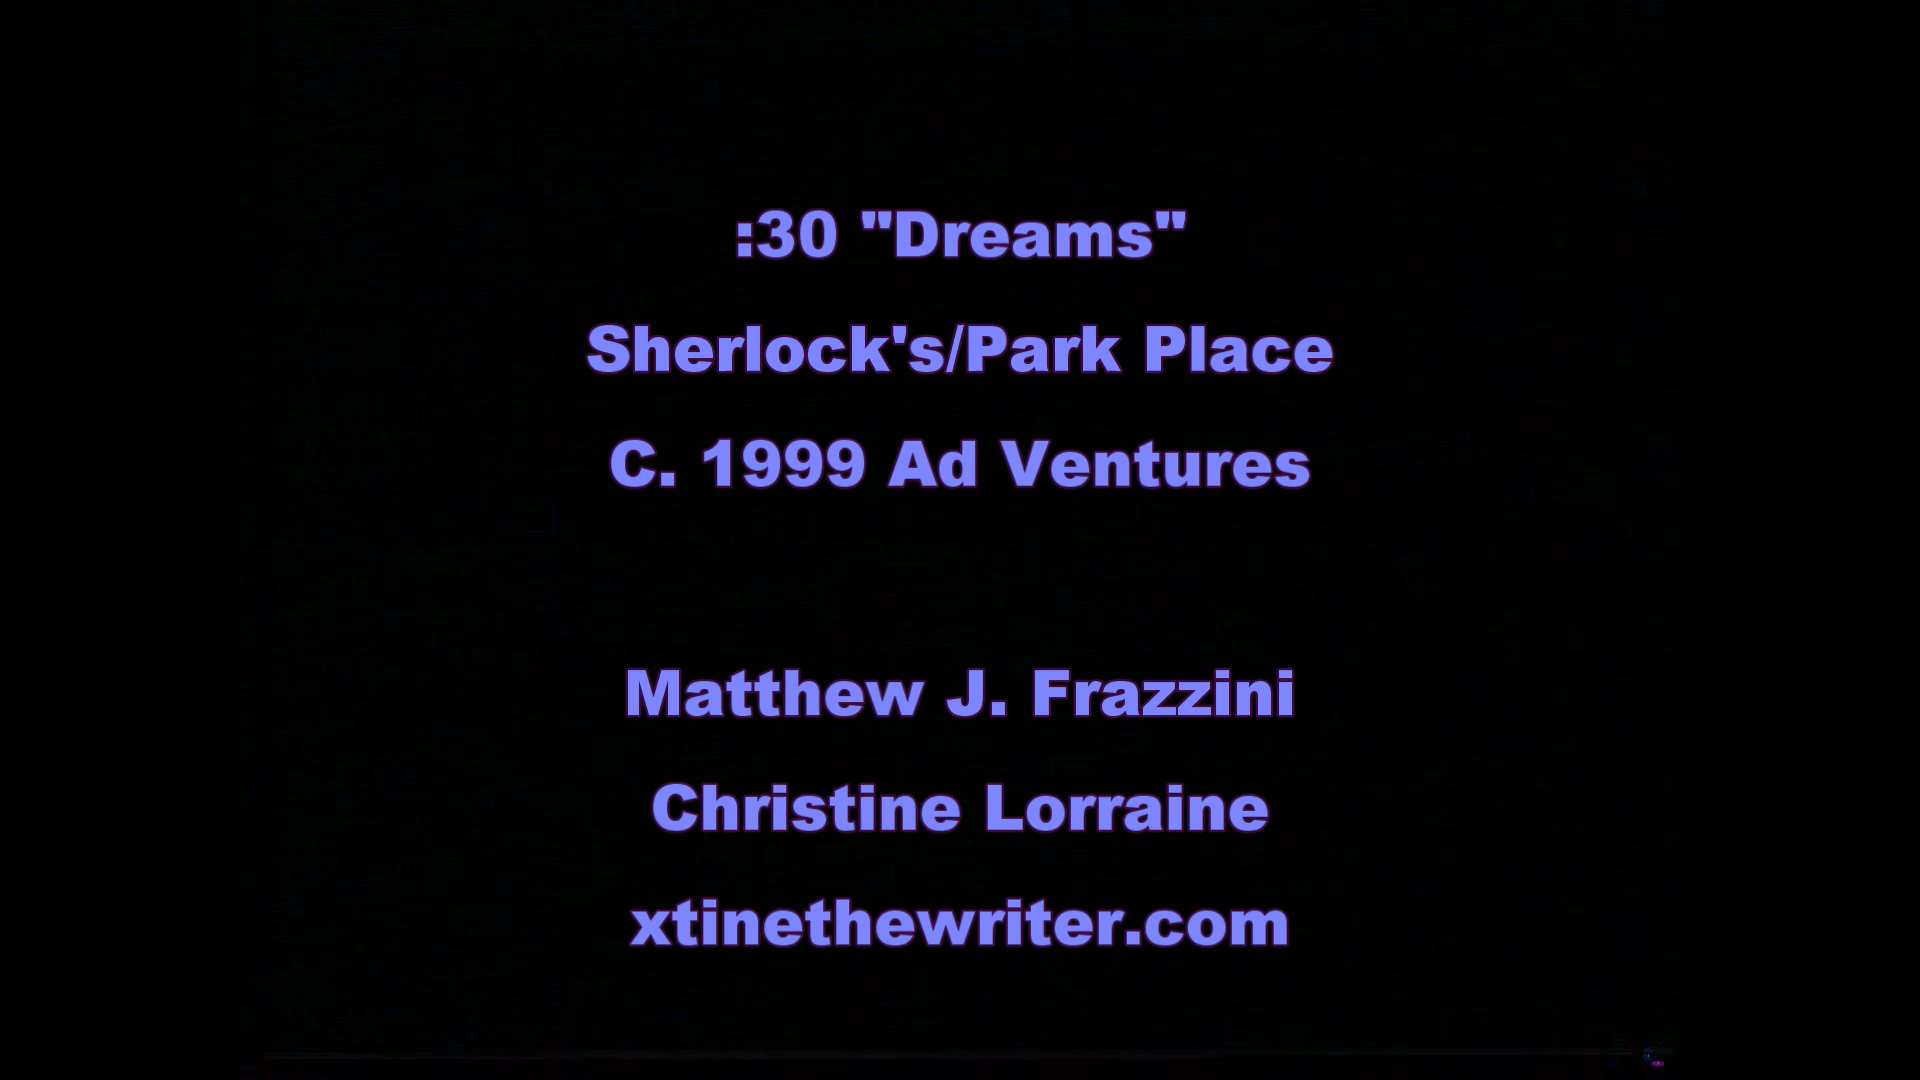 :30 "Dreams"
Sherlock's/Park Place
C. 1999 Ad Ventures
Matthew J. Frazzini
Christine Lorraine
xtinethewriter.com